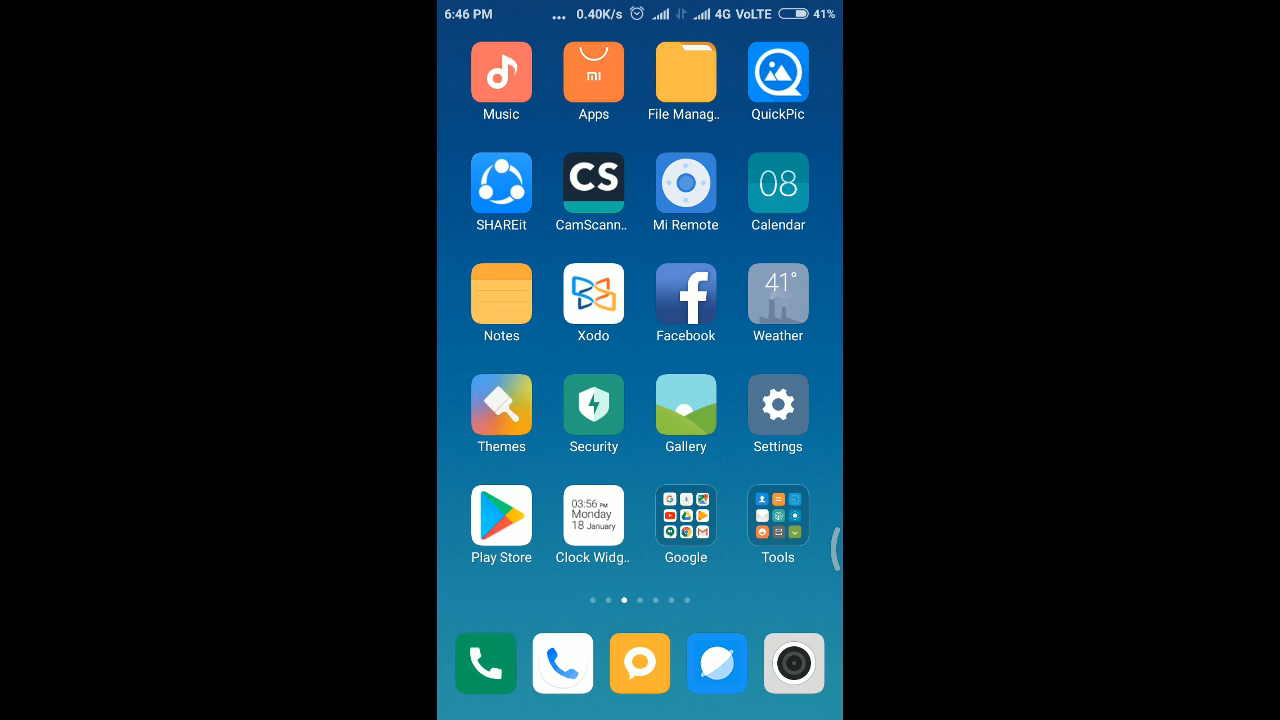 6:46 PM ... 0.40K/s 4G VoLTE 41%
Music Apps File Manag.. QuickPic
CS 08
SHAREit CamScann.. Mi Remote Calendar
41°
Notes Xodo Facebook Weather
Themes Security Gallery Settings
03:56 PM
Monday
18 January
Play Store Clock Widg.. Google Tools